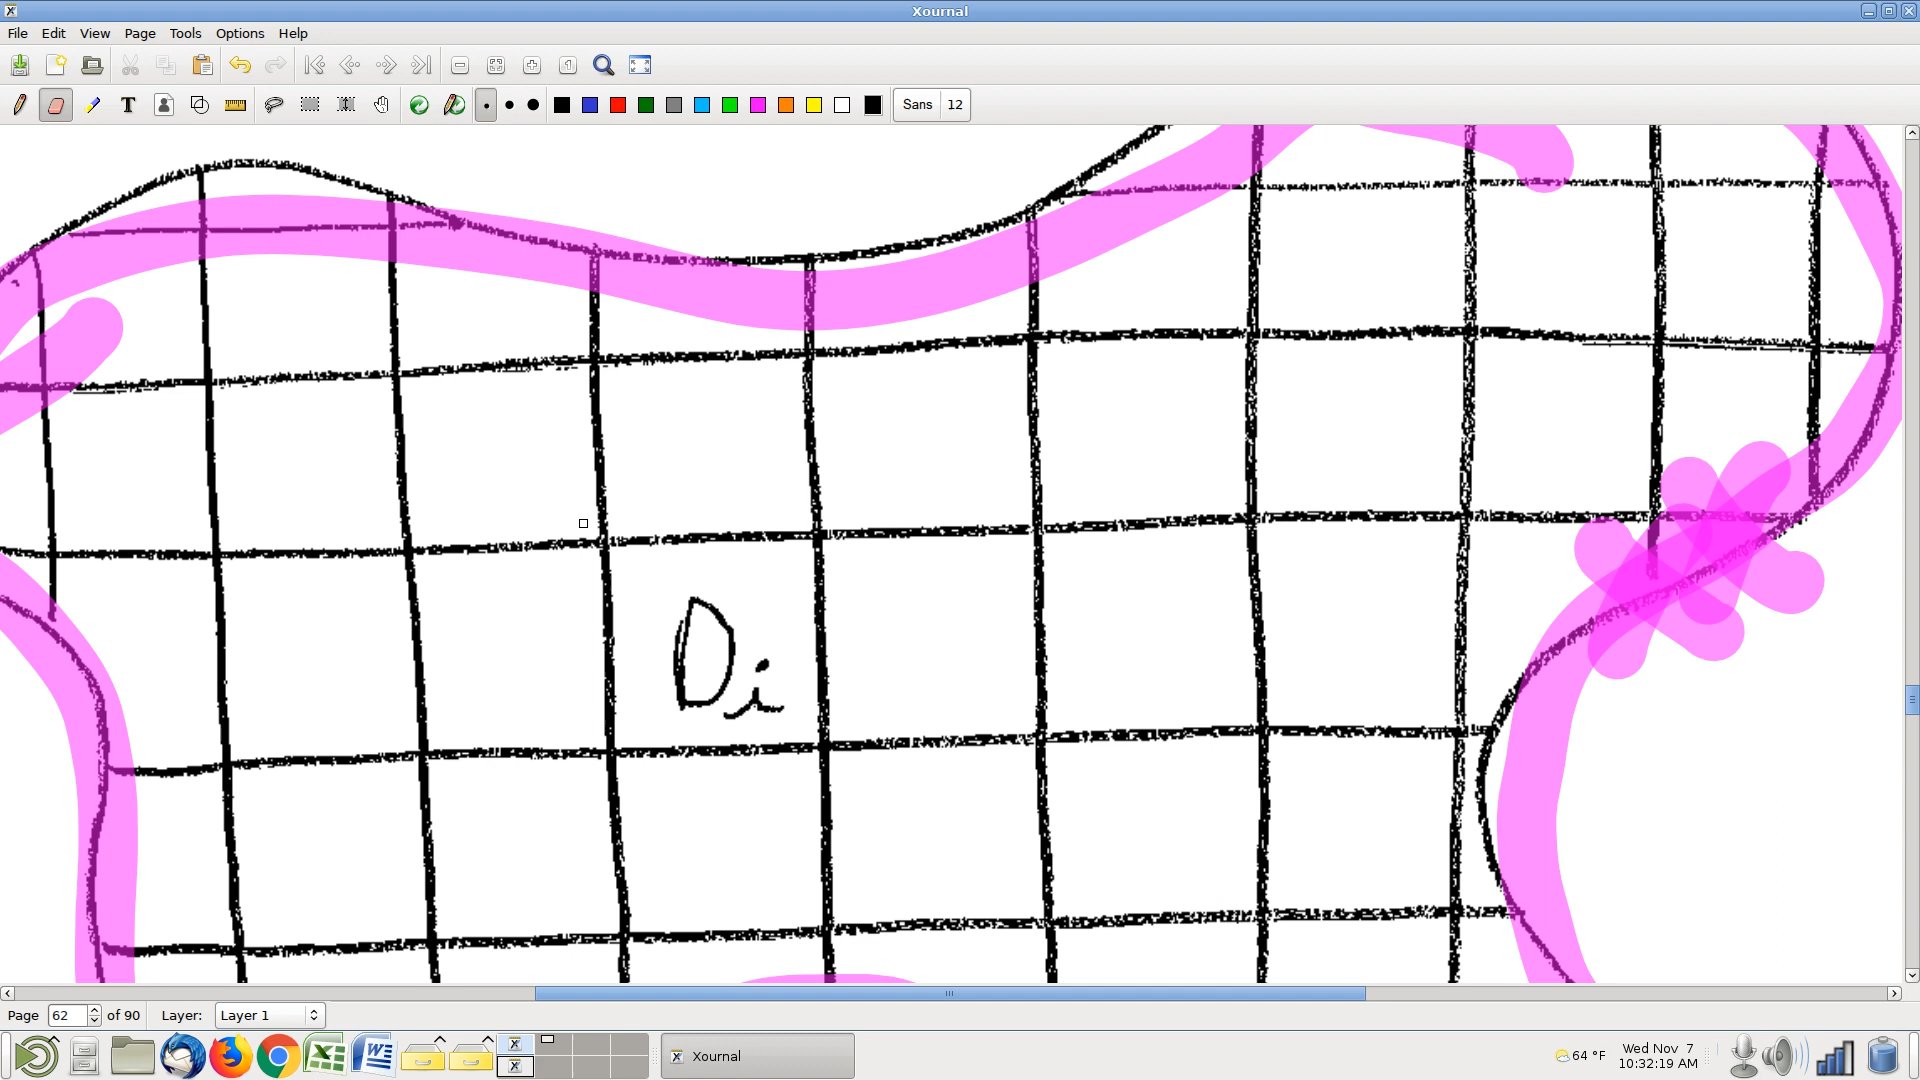 Xournal
File Edit View Page Tools Options Help
T Sans 12
Di
Page 62 of 90 Layer: Layer 1
Xournal
64 °F
Wed Nov 7
10:32:19 AM